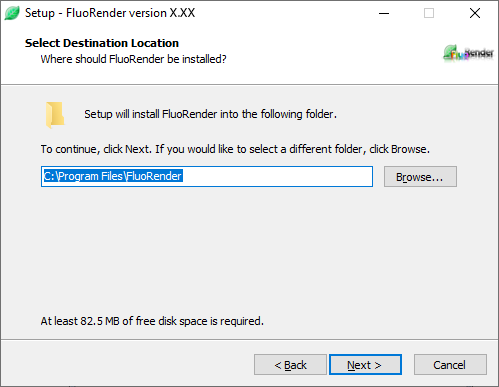 Setup - FluoRender version X.XX
Select Destination Location
Where should FluoRender be installed?
FluoRender
Setup will install FluoRender into the following folder.
To continue, click Next. If you would like to select a different folder, click Browse.
C:\Program Files\FluoRender
Browse...
At least 82.5 MB of free disk space is required.
< Back
Next >
Cancel